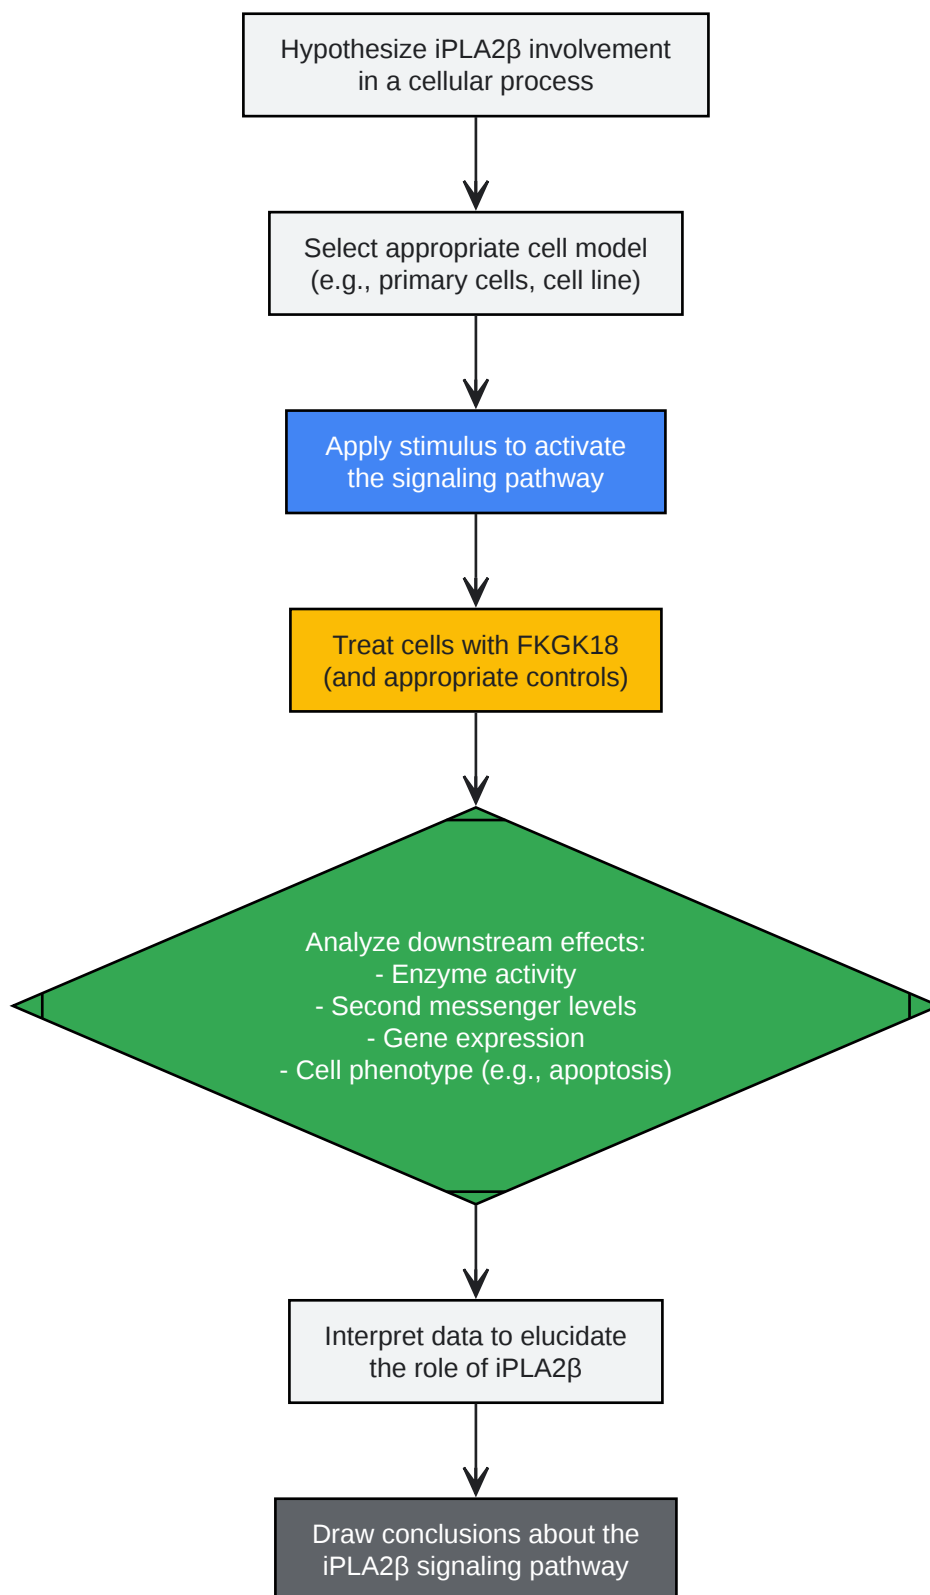 Hypothesize iPLA2β involvement
in a cellular process
Select appropriate cell model
(e.g., primary cells, cell line)
Apply stimulus to activate
the signaling pathway
Treat cells with FKGK18
(and appropriate controls)
Analyze downstream effects:
- Enzyme activity
- Second messenger levels
- Gene expression
- Cell phenotype (e.g., apoptosis)
Interpret data to elucidate
the role of iPLA2β
Draw conclusions about the
iPLA2β signaling pathway